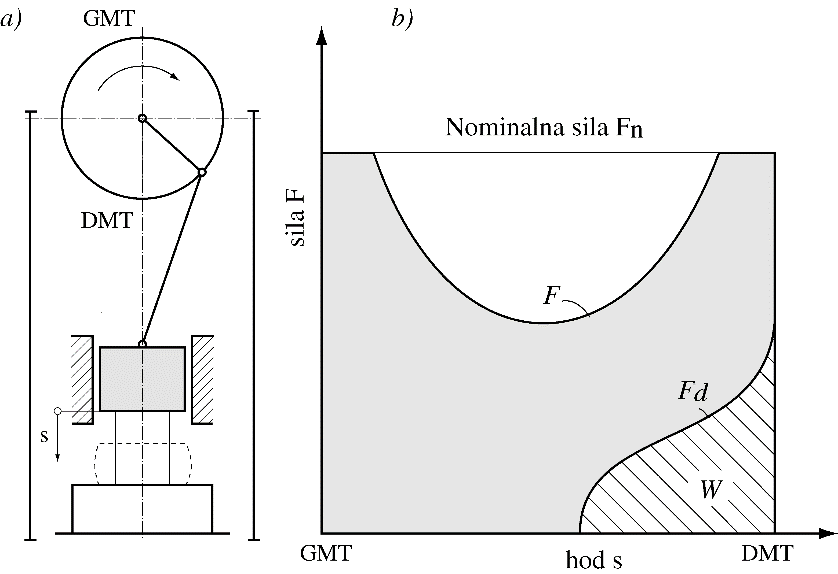 a)
GMT
DMT
s
b)
Nominalna sila Fn
sila F
F
Fd
W
GMT
hod s
DMT